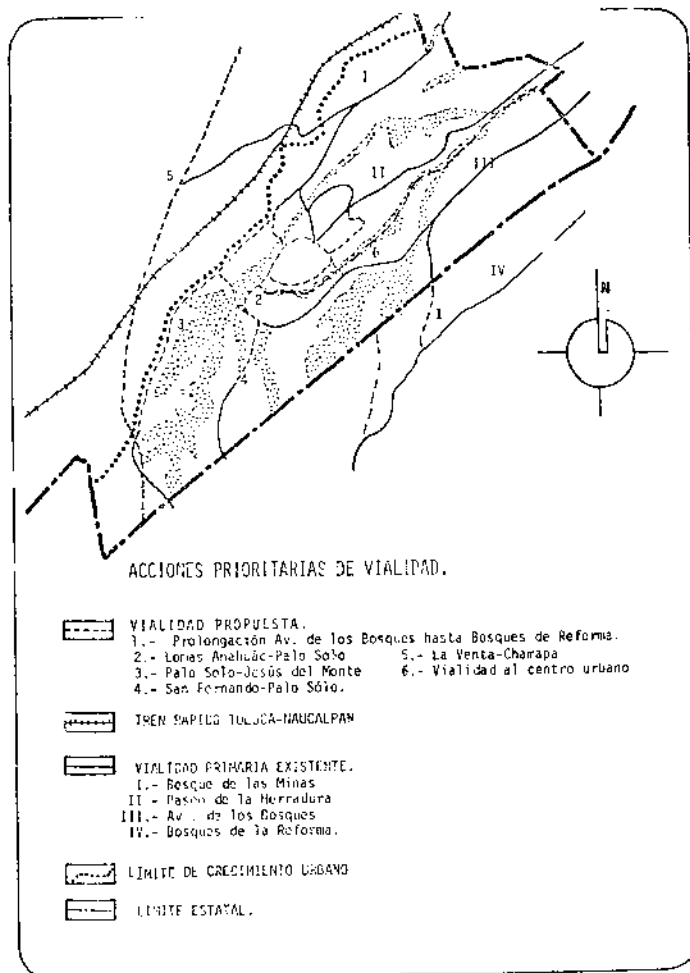 I
5
II
III
6
IV
2
3
1
N
4
1
ACCIONES PRIORITARIAS DE VIALIDAD.
VIALIDAD PROPUESTA.
1.- Prolongación Av. de los Bosques hasta Bosques de Reforma.
2.- Lomas Anáhuac-Palo Solo 5.- La Venta-Chamapa
3.- Palo Solo-Jesús del Monte 6.- Vialidad al centro urbano
4.- San Fernando-Palo Sólo.
TREN RAPIDO TOLUCA-NAUCALPAN
VIALIDAD PRIMARIA EXISTENTE.
I.- Bosque de las Minas
II - Paseo de la Herradura
III.- Av. de los Bosques
IV.- Bosques de la Reforma.
LIMITE DE CRECIMIENTO URBANO
LIMITE ESTATAL.